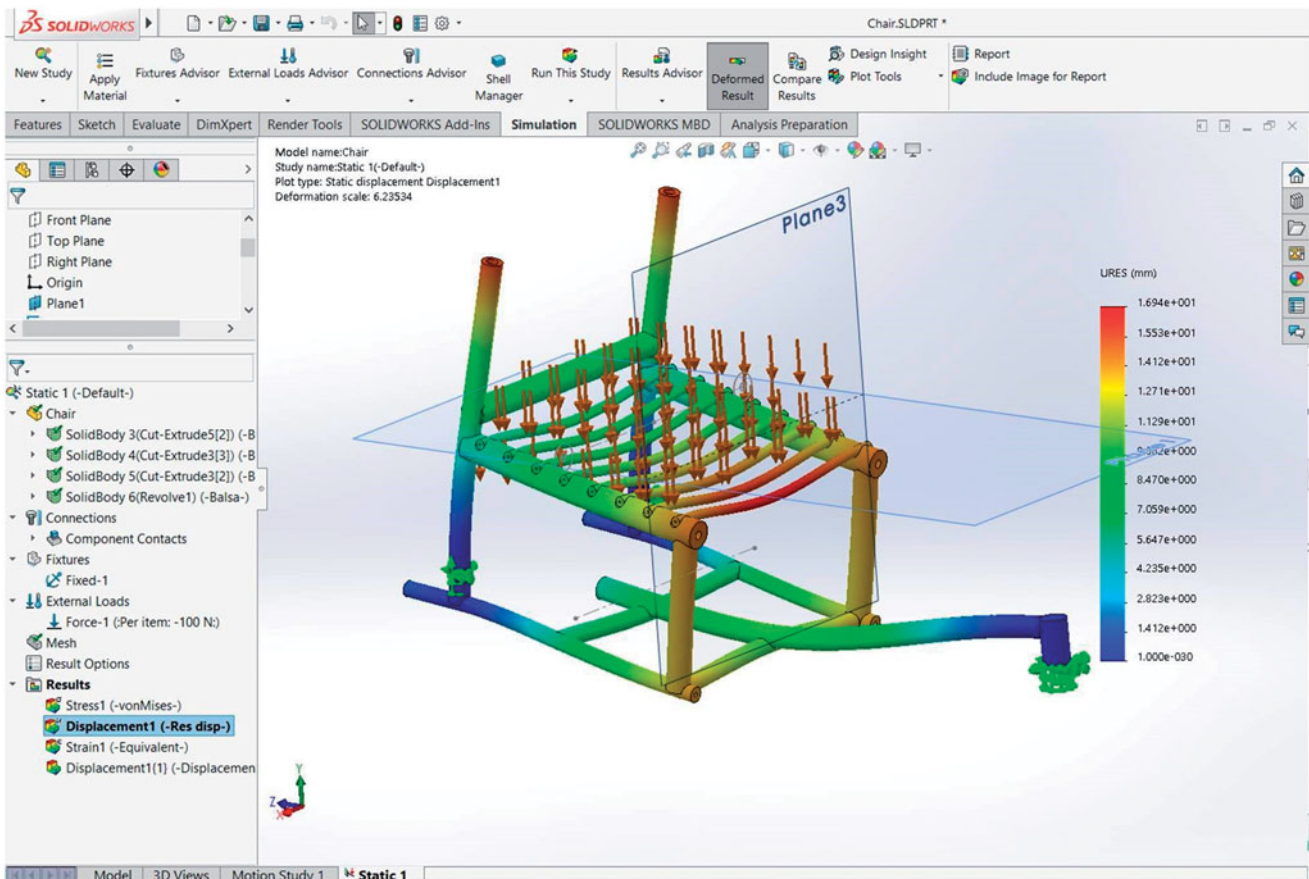 SOLIDWORKS
Chair.SLDPRT *
New Study
Apply Material
Fixtures Advisor
External Loads Advisor
Connections Advisor
Shell Manager
Run This Study
Results Advisor
Deformed Result
Compare Results
Design Insight
Plot Tools
Report
Include Image for Report
Features
Sketch
Evaluate
DimXpert
Render Tools
SOLIDWORKS Add-Ins
Simulation
SOLIDWORKS MBD
Analysis Preparation
Model name:Chair
Study name:Static 1(-Default-)
Plot type: Static displacement Displacement1
Deformation scale: 6.23534
Front Plane
Top Plane
Right Plane
Origin
Plane1
Static 1 (-Default-)
Chair
SolidBody 3(Cut-Extrude5[2]) (-B
SolidBody 4(Cut-Extrude3[3]) (-B
SolidBody 5(Cut-Extrude3[2]) (-B
SolidBody 6(Revolve1) (-Balsa-)
Connections
Component Contacts
Fixtures
Fixed-1
External Loads
Force-1 (:Per item: -100 N:)
Mesh
Result Options
Results
Stress1 (-vonMises-)
Displacement1 (-Res disp-)
Strain1 (-Equivalent-)
Displacement1{1} (-Displacemen
Plane3
URES (mm)
1.694e+001
1.553e+001
1.412e+001
1.271e+001
1.129e+001
8.470e+000
7.059e+000
5.647e+000
4.235e+000
2.823e+000
1.412e+000
1.000e-030
Y
Z
X
Model
3D Views
Motion Study 1
Static 1